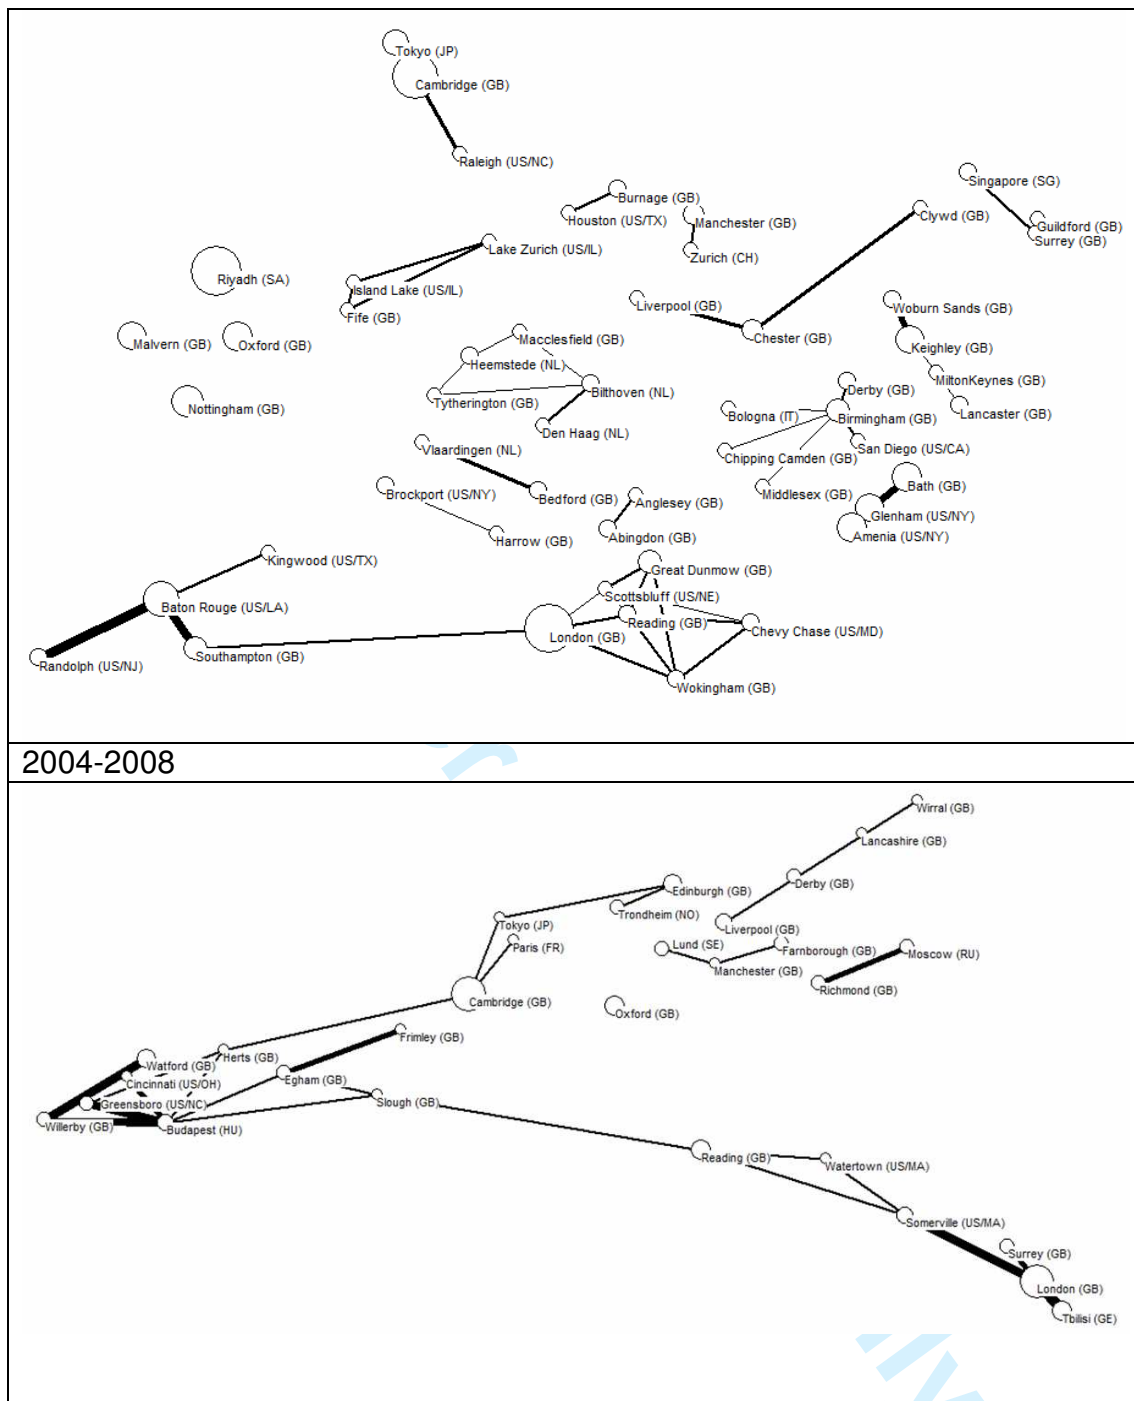 Tokyo (JP)
Cambridge (GB)
Raleigh (US/NC)
Singapore (SG)
Burnage (GB)
Houston (US/TX)
Manchester (GB)
Clywd (GB)
Guildford (GB)
Surrey (GB)
Lake Zurich (US/IL)
Zurich (CH)
Riyadh (SA)
Island Lake (US/IL)
Fife (GB)
Liverpool (GB)
Woburn Sands (GB)
Malvern (GB)
Oxford (GB)
Macclesfield (GB)
Chester (GB)
Keighley (GB)
Heemstede (NL)
MiltonKeynes (GB)
Nottingham (GB)
Tytherington (GB)
Bilthoven (NL)
Derby (GB)
Bologna (IT)
Birmingham (GB)
Lancaster (GB)
Den Haag (NL)
Vlaardingen (NL)
San Diego (US/CA)
Chipping Camden (GB)
Brockport (US/NY)
Bedford (GB)
Anglesey (GB)
Middlesex (GB)
Bath (GB)
Glenham (US/NY)
Harrow (GB)
Abingdon (GB)
Amenia (US/NY)
Kingwood (US/TX)
Great Dunmow (GB)
Scottsbluff (US/NE)
Baton Rouge (US/LA)
Reading (GB)
London (GB)
Chevy Chase (US/MD)
Randolph (US/NJ)
Southampton (GB)
Wokingham (GB)
2004-2008
Wirral (GB)
Lancashire (GB)
Edinburgh (GB)
Derby (GB)
Trondheim (NO)
Tokyo (JP)
Liverpool (GB)
Paris (FR)
Lund (SE)
Farnborough (GB)
Moscow (RU)
Manchester (GB)
Richmond (GB)
Cambridge (GB)
Oxford (GB)
Frimley (GB)
Watford (GB)
Herts (GB)
Cincinnati (US/OH)
Egham (GB)
Greensboro (US/NC)
Slough (GB)
Willerby (GB)
Budapest (HU)
Reading (GB)
Watertown (US/MA)
Somerville (US/MA)
Surrey (GB)
London (GB)
Tbilisi (GE)